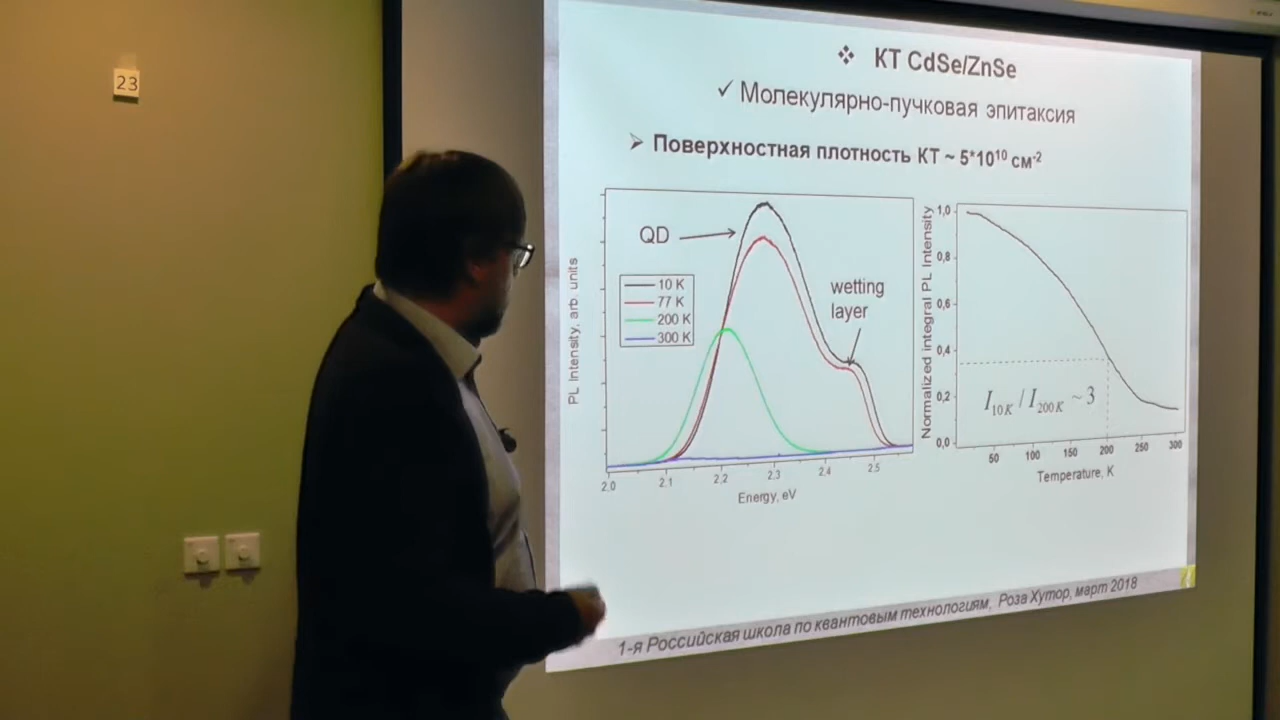 23
❖ КТ CdSe/ZnSe
✓ Молекулярно-пучковая эпитаксия
➢ Поверхностная плотность КТ ~ 5*10¹⁰ см⁻²
PL Intensity, arb. units
QD
10 K
77 K
200 K
300 K
wetting
layer
2.0 2.1 2.2 2.3 2.4 2.5
Energy, eV
Normalized integral PL Intensity
1,0
0,8
0,6
0,4
0,2
0,0
I₁₀ K / I₂₀₀ K ~ 3
50 100 150 200 250 300
Temperature, K
1-я Российская школа по квантовым технологиям, Роза Хутор, март 2018